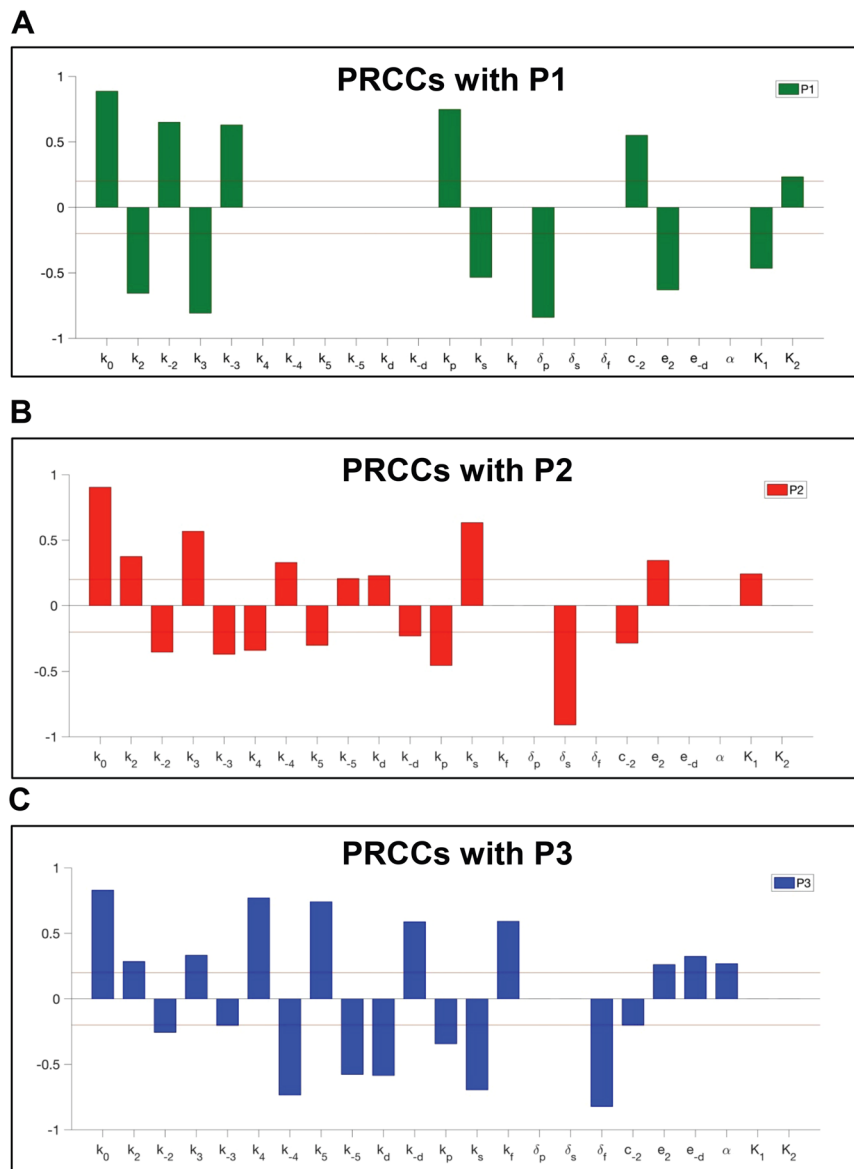 A
PRCCs with P1
P1
1
0.5
0
-0.5
-1
k0 k2 k-2 k3 k-3 k4 k-4 k5 k-5 kd k-d kp ks kf δp δs δf c-2 e2 e-d α K1 K2
B
PRCCs with P2
P2
1
0.5
0
-0.5
-1
k0 k2 k-2 k3 k-3 k4 k-4 k5 k-5 kd k-d kp ks kf δp δs δf c-2 e2 e-d α K1 K2
C
PRCCs with P3
P3
1
0.5
0
-0.5
-1
k0 k2 k-2 k3 k-3 k4 k-4 k5 k-5 kd k-d kp ks kf δp δs δf c-2 e2 e-d α K1 K2